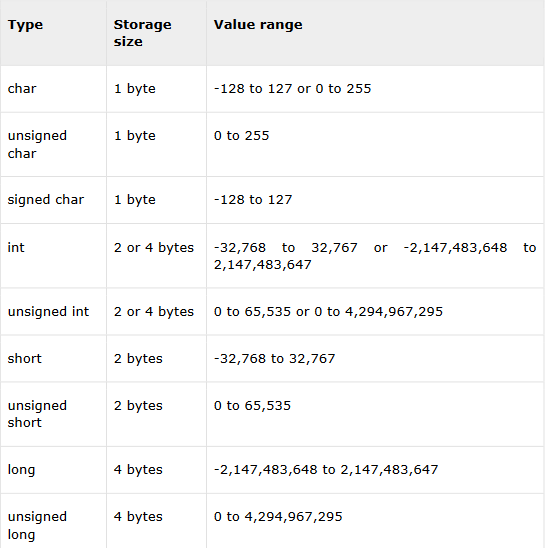 Type Storage size Value range
char 1 byte -128 to 127 or 0 to 255
unsigned char 1 byte 0 to 255
signed char 1 byte -128 to 127
int 2 or 4 bytes -32,768 to 32,767 or -2,147,483,648 to 2,147,483,647
unsigned int 2 or 4 bytes 0 to 65,535 or 0 to 4,294,967,295
short 2 bytes -32,768 to 32,767
unsigned short 2 bytes 0 to 65,535
long 4 bytes -2,147,483,648 to 2,147,483,647
unsigned long 4 bytes 0 to 4,294,967,295